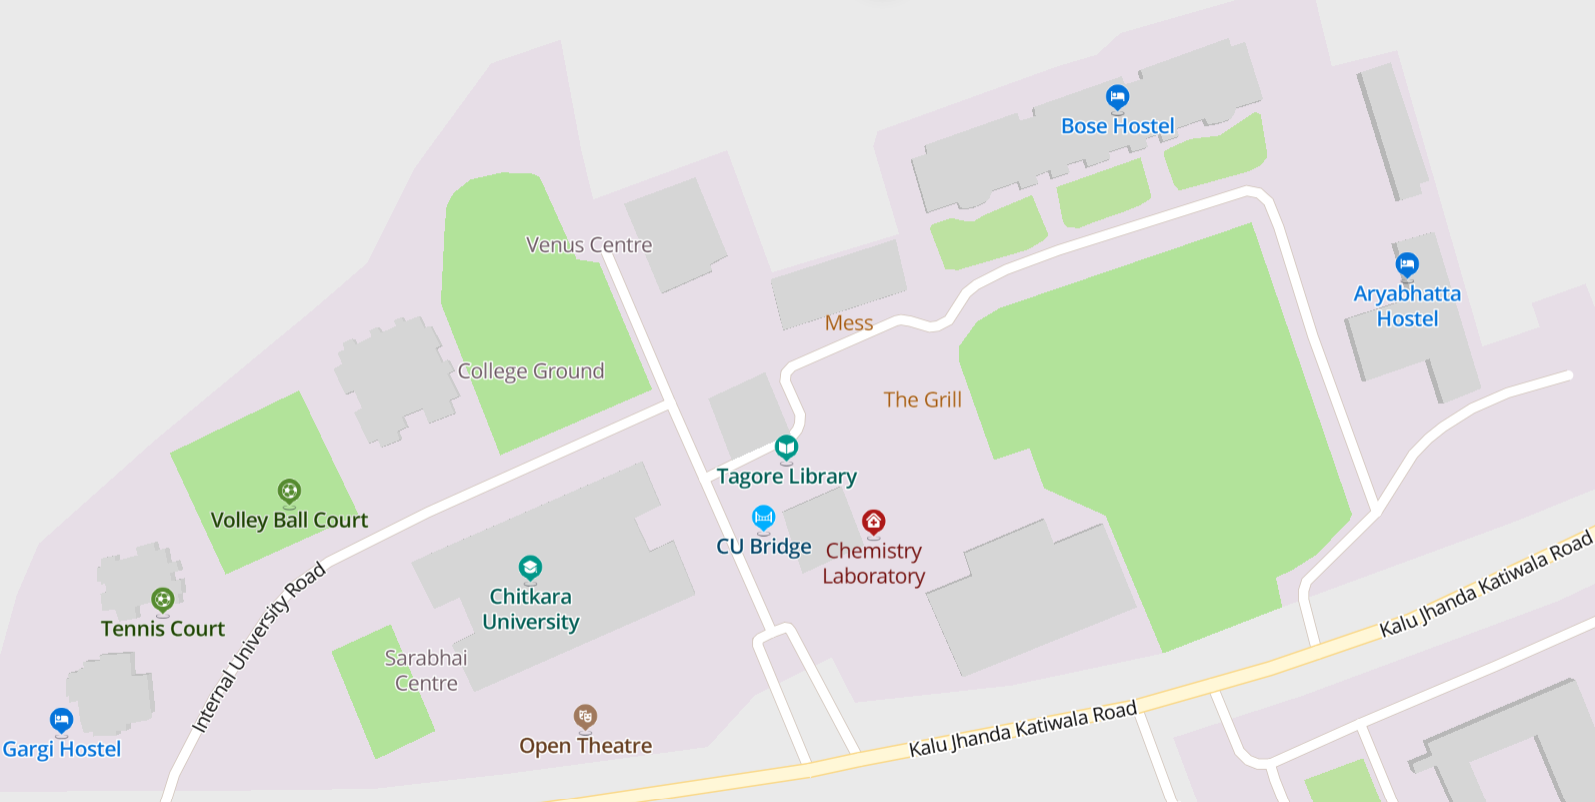 Bose Hostel
Venus Centre
Aryabhatta
Hostel
Mess
College Ground
The Grill
Tagore Library
Volley Ball Court
CU Bridge
Chemistry
Laboratory
Chitkara
University
Tennis Court
Internal University Road
Kalu Jhanda Katiwala Road
Sarabhai
Centre
Gargi Hostel
Open Theatre
Kalu Jhanda Katiwala Road